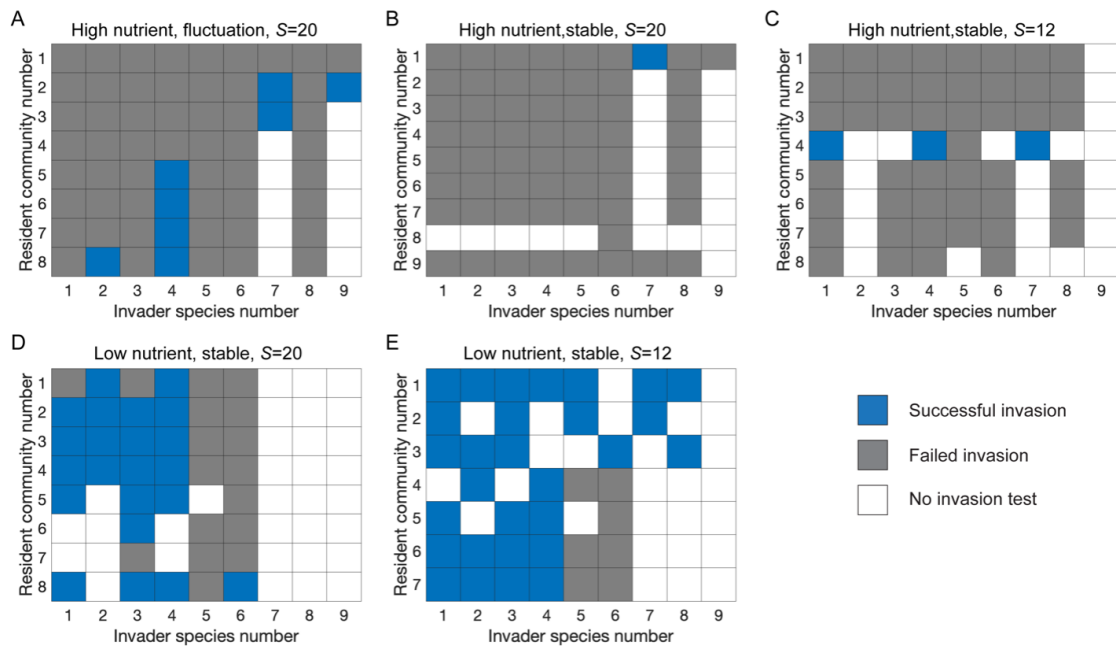 A
High nutrient, fluctuation, S=20
Resident community number
1
2
3
4
5
6
7
8
1 2 3 4 5 6 7 8 9
Invader species number
B
High nutrient,stable, S=20
Resident community number
1
2
3
4
5
6
7
8
9
1 2 3 4 5 6 7 8 9
Invader species number
C
High nutrient,stable, S=12
Resident community number
1
2
3
4
5
6
7
8
1 2 3 4 5 6 7 8 9
Invader species number
D
Low nutrient, stable, S=20
Resident community number
1
2
3
4
5
6
7
8
1 2 3 4 5 6 7 8 9
Invader species number
E
Low nutrient, stable, S=12
Resident community number
1
2
3
4
5
6
7
1 2 3 4 5 6 7 8 9
Invader species number
Successful invasion
Failed invasion
No invasion test